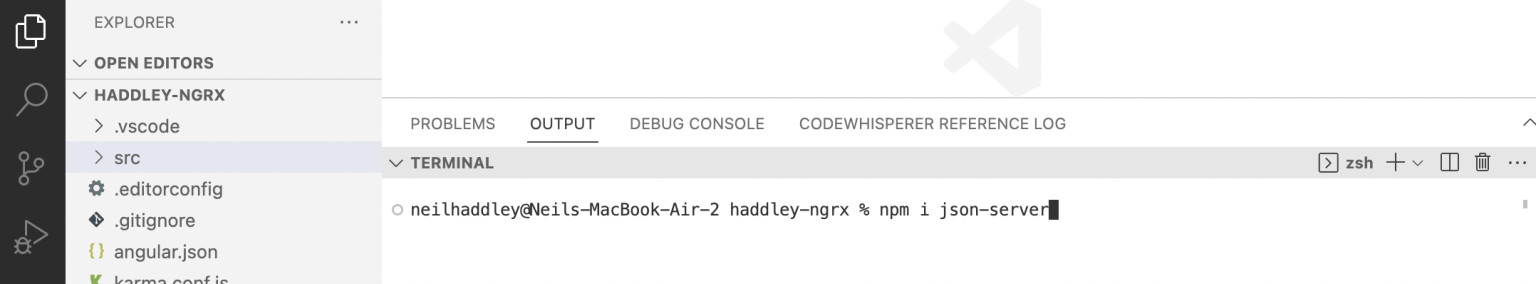 EXPLORER
OPEN EDITORS
HADDLEY-NGRX
.vscode
src
.editorconfig
.gitignore
angular.json
karma.conf.js
PROBLEMS OUTPUT DEBUG CONSOLE CODEWHISPERER REFERENCE LOG
TERMINAL
zsh
neilhaddley@Neils-MacBook-Air-2 haddley-ngrx % npm i json-server